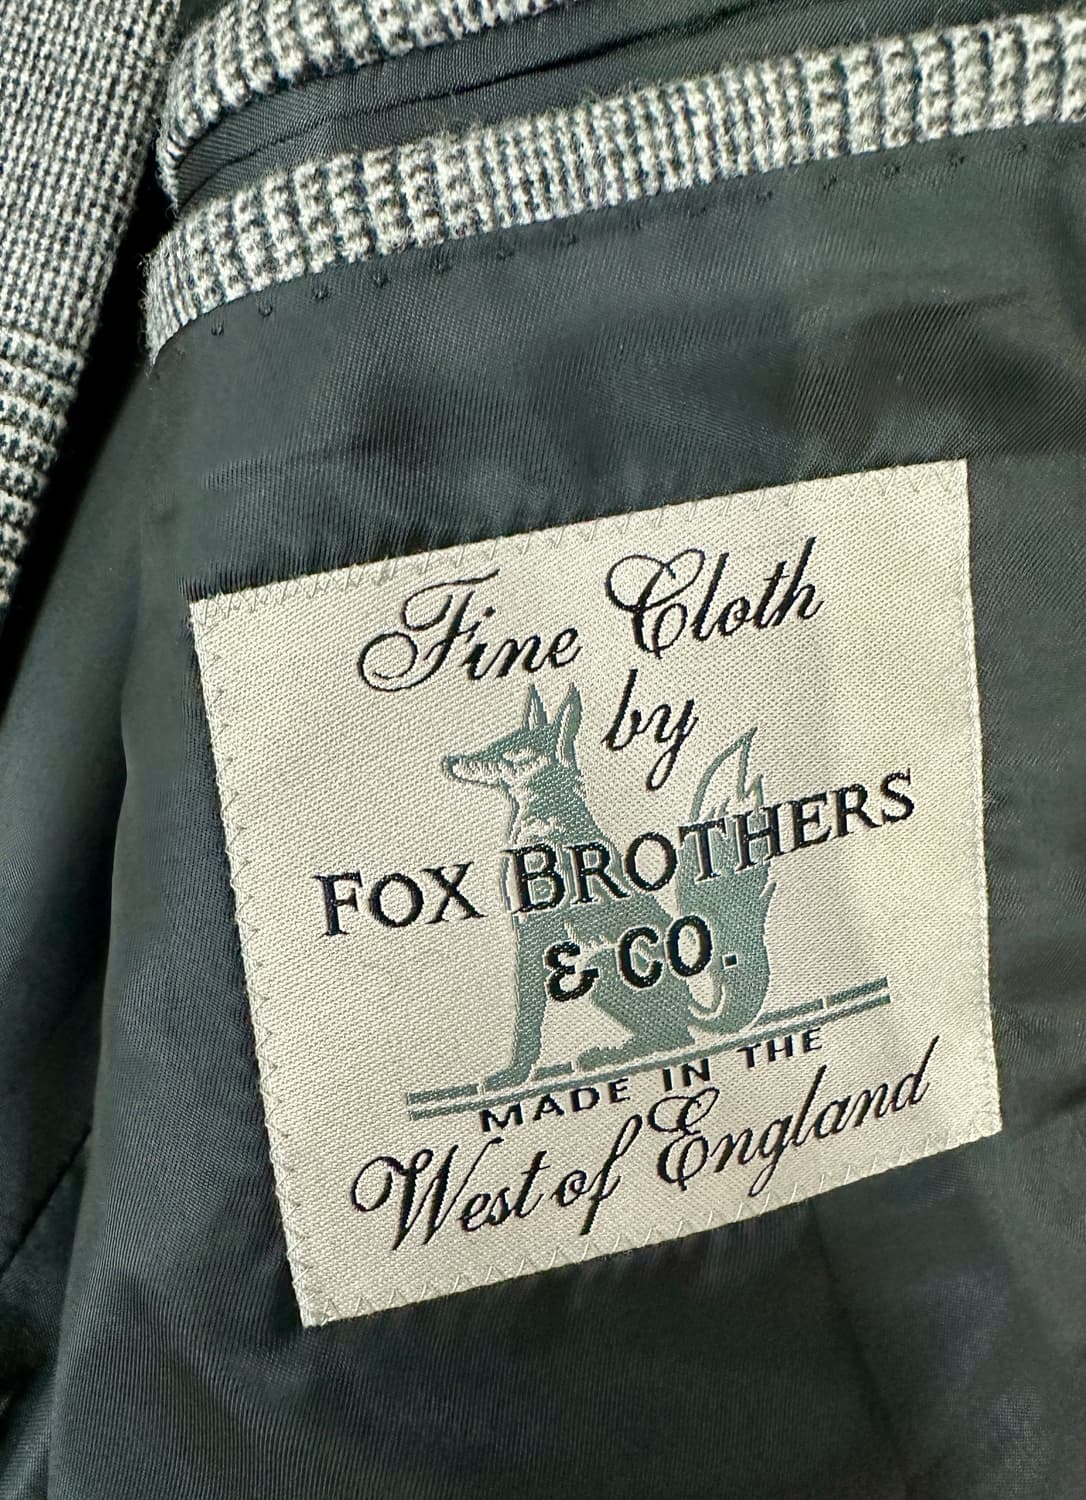 Fine Cloth
by
FOX BROTHERS
& CO.
MADE IN THE
West of England